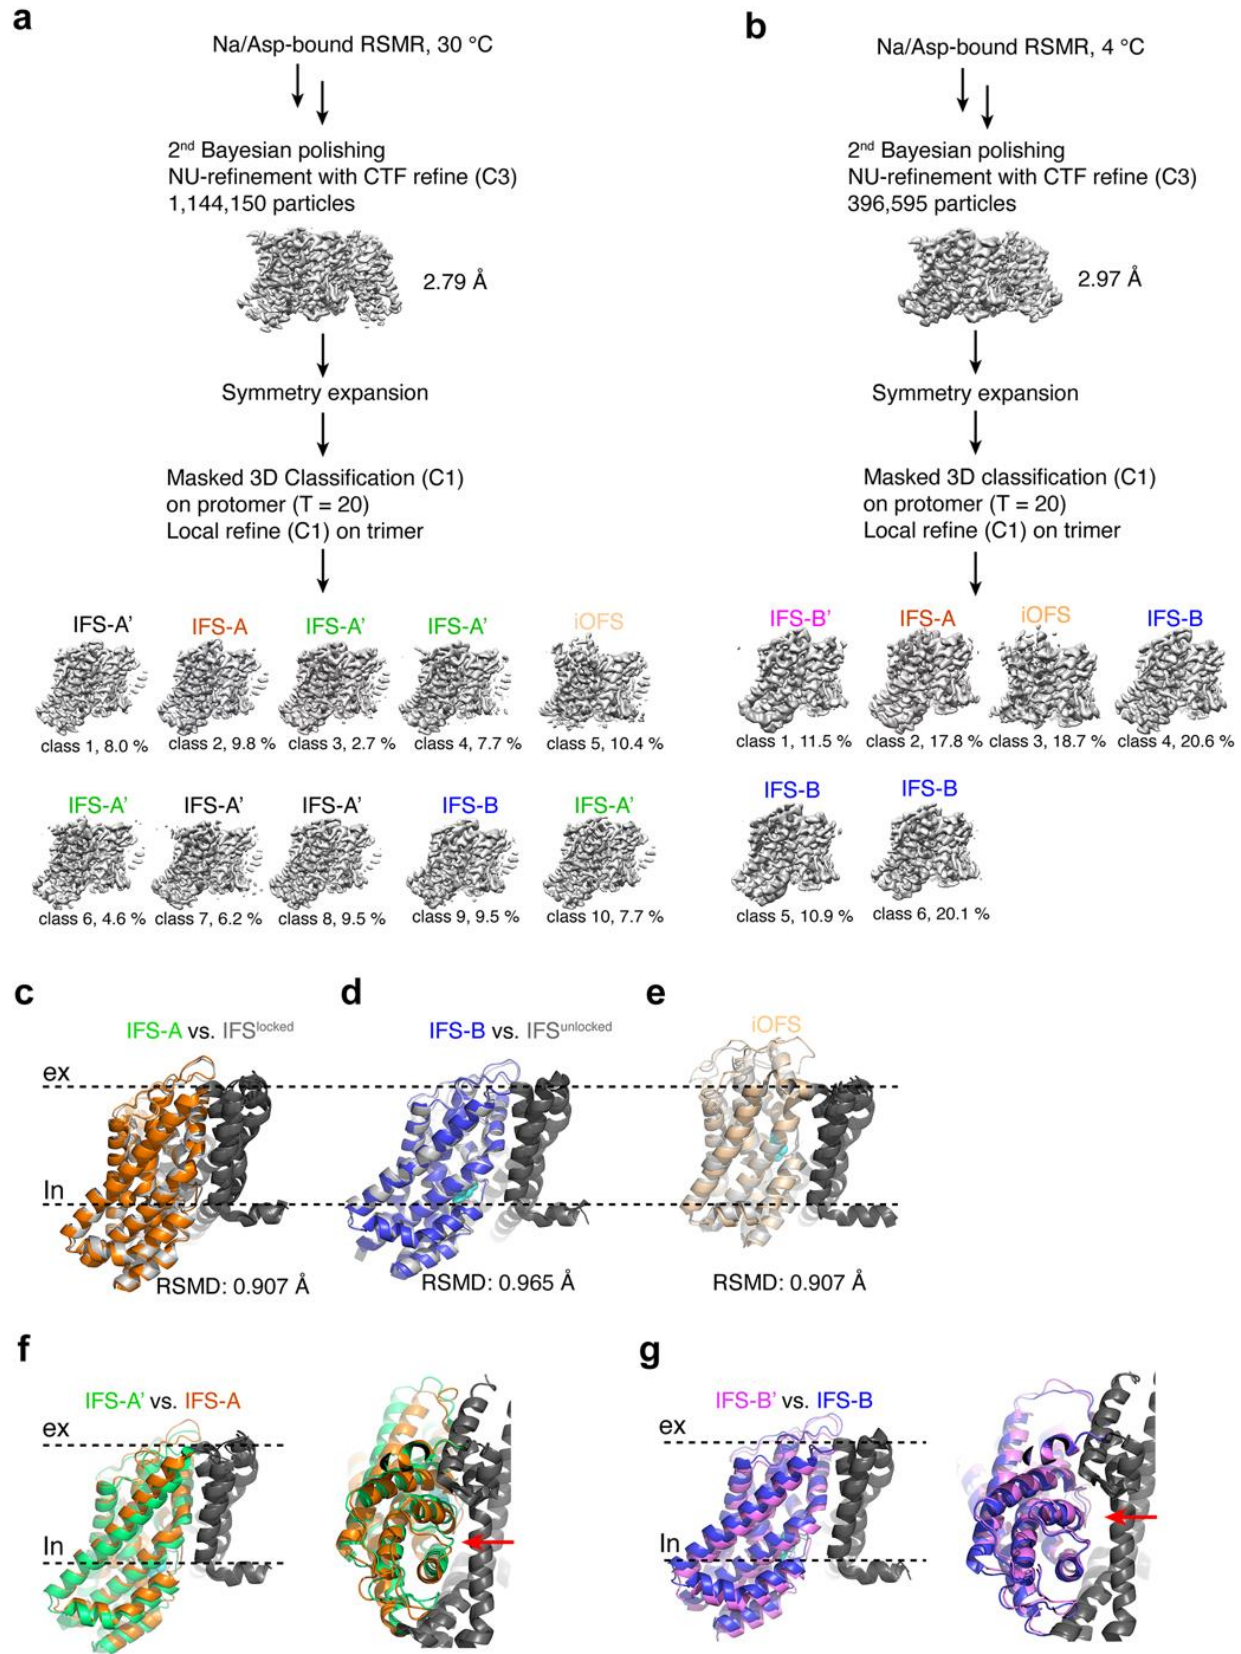 a
Na/Asp-bound RSMR, 30 °C
2nd Bayesian polishing
NU-refinement with CTF refine (C3)
1,144,150 particles
2.79 Å
Symmetry expansion
Masked 3D Classification (C1)
on protomer (T = 20)
Local refine (C1) on trimer
IFS-A’ IFS-A IFS-A’ IFS-A’ iOFS
class 1, 8.0 % class 2, 9.8 % class 3, 2.7 % class 4, 7.7 % class 5, 10.4 %
IFS-A’ IFS-A’ IFS-A’ IFS-B IFS-A’
class 6, 4.6 % class 7, 6.2 % class 8, 9.5 % class 9, 9.5 % class 10, 7.7 %
b
Na/Asp-bound RSMR, 4 °C
2nd Bayesian polishing
NU-refinement with CTF refine (C3)
396,595 particles
2.97 Å
Symmetry expansion
Masked 3D classification (C1)
on protomer (T = 20)
Local refine (C1) on trimer
IFS-B’ IFS-A iOFS IFS-B
class 1, 11.5 % class 2, 17.8 % class 3, 18.7 % class 4, 20.6 %
IFS-B IFS-B
class 5, 10.9 % class 6, 20.1 %
c
IFS-A vs. IFSlocked
ex
In
RSMD: 0.907 Å
d
IFS-B vs. IFSunlocked
RSMD: 0.965 Å
e
iOFS
RSMD: 0.907 Å
f
IFS-A’ vs. IFS-A
ex
In
g
IFS-B’ vs. IFS-B
ex
In